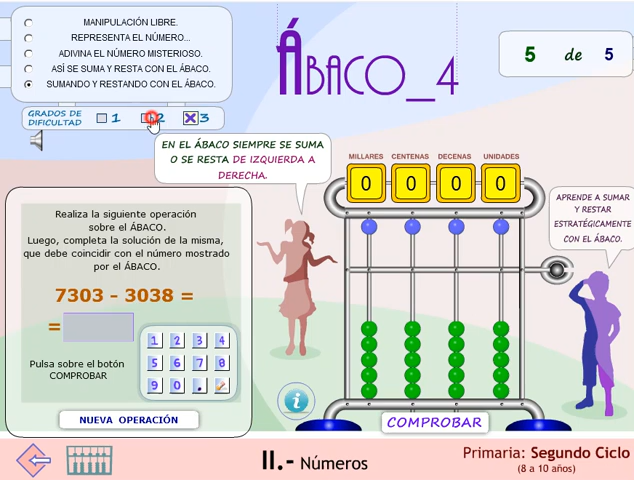 MANIPULACIÓN LIBRE.
REPRESENTA EL NÚMERO...
ADIVINA EL NÚMERO MISTERIOSO.
ASÍ SE SUMA Y RESTA CON EL ÁBACO.
SUMANDO Y RESTANDO CON EL ÁBACO.
GRADOS DE
DIFICULTAD
1 2 3
ÁBACO_4
5 de 5
EN EL ÁBACO SIEMPRE SE SUMA
O SE RESTA DE IZQUIERDA A
DERECHA.
MILLARES CENTENAS DECENAS UNIDADES
0 0 0 0
APRENDE A SUMAR
Y RESTAR
ESTRATÉGICAMENTE
CON EL ÁBACO.
Realiza la siguiente operación
sobre el ÁBACO.
Luego, completa la solución de la misma,
que debe coincidir con el número mostrado
por el ÁBACO.
7303 - 3038 =
=
1 2 3 4
5 6 7 8
9 0 .
Pulsa sobre el botón
COMPROBAR
NUEVA OPERACIÓN
i
COMPROBAR
II.- Números
Primaria: Segundo Ciclo
(8 a 10 años)